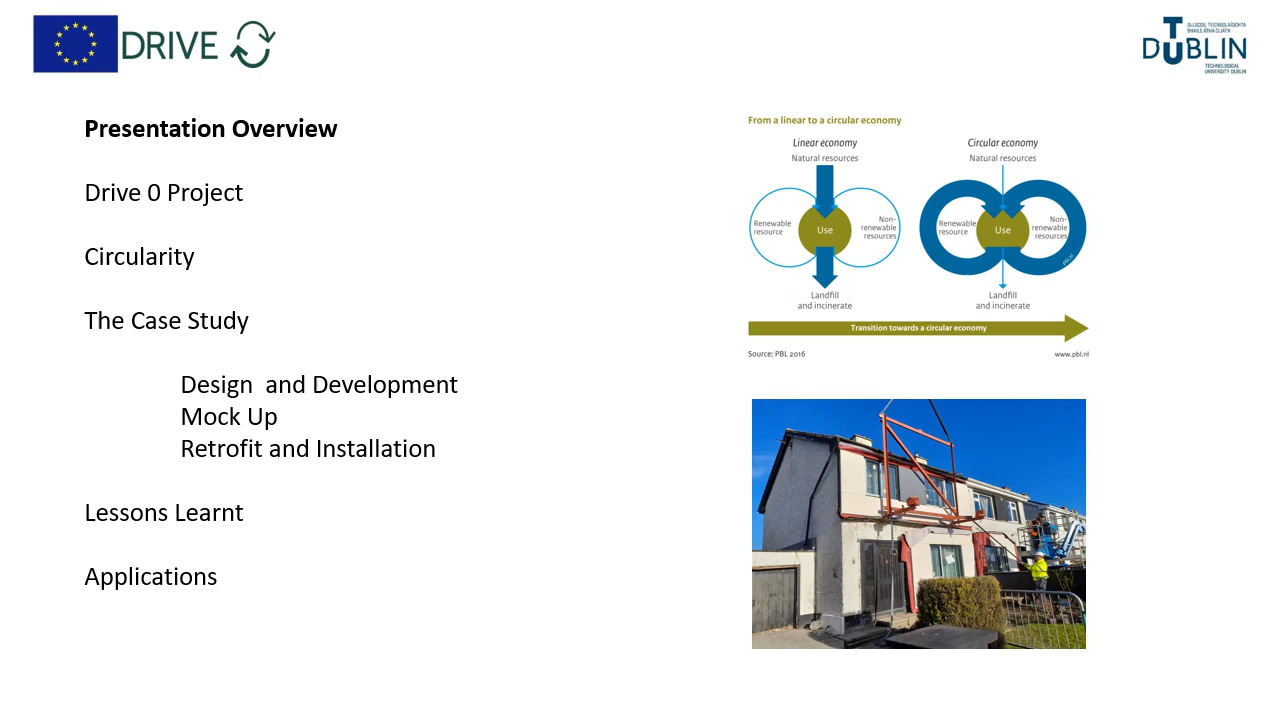 DRIVE
OLLSCOIL TEICNEOLAÍOCHTA
BHAILE ÁTHA CLIATH
TU DUBLIN
TECHNOLOGICAL
UNIVERSITY DUBLIN
Presentation Overview
Drive 0 Project
Circularity
The Case Study
Design  and Development
Mock Up
Retrofit and Installation
Lessons Learnt
Applications
From a linear to a circular economy
Linear economy
Natural resources
Renewable
resource
Use
Non-
renewable
resources
Landfill
and incinerate
Circular economy
Natural resources
Renewable
resource
Use
Non-
renewable
resources
pbl.nl
Landfill
and incinerate
Transition towards a circular economy
Source: PBL 2016
www.pbl.nl